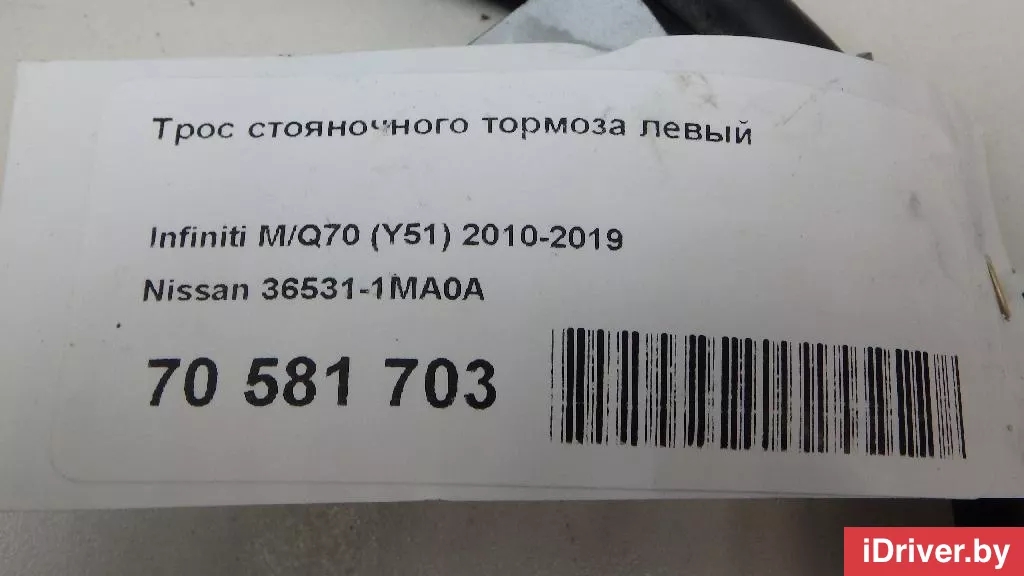 Трос стояночного тормоза левый
Infiniti M/Q70 (Y51) 2010-2019
Nissan 36531-1MA0A
70 581 703
iDriver.by